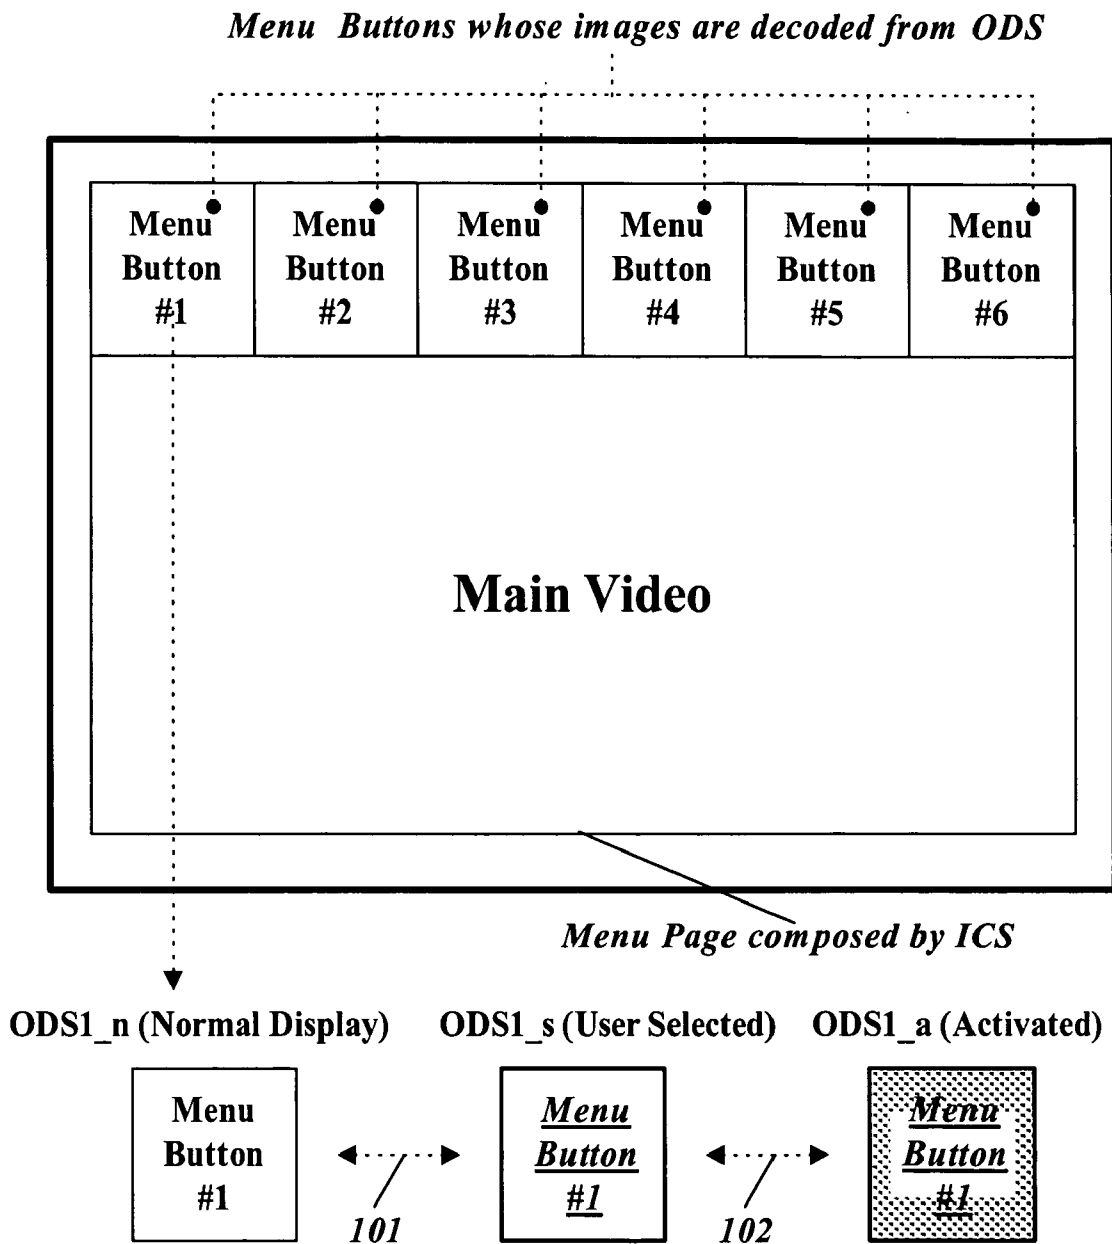 Menu Buttons whose images are decoded from ODS
Menu Button #1
Menu Button #2
Menu Button #3
Menu Button #4
Menu Button #5
Menu Button #6
Main Video
Menu Page composed by ICS
ODS1_n (Normal Display)
ODS1_s (User Selected)
ODS1_a (Activated)
Menu
Button
#1
101
Menu
Button
#1
102
Menu
Button
#1